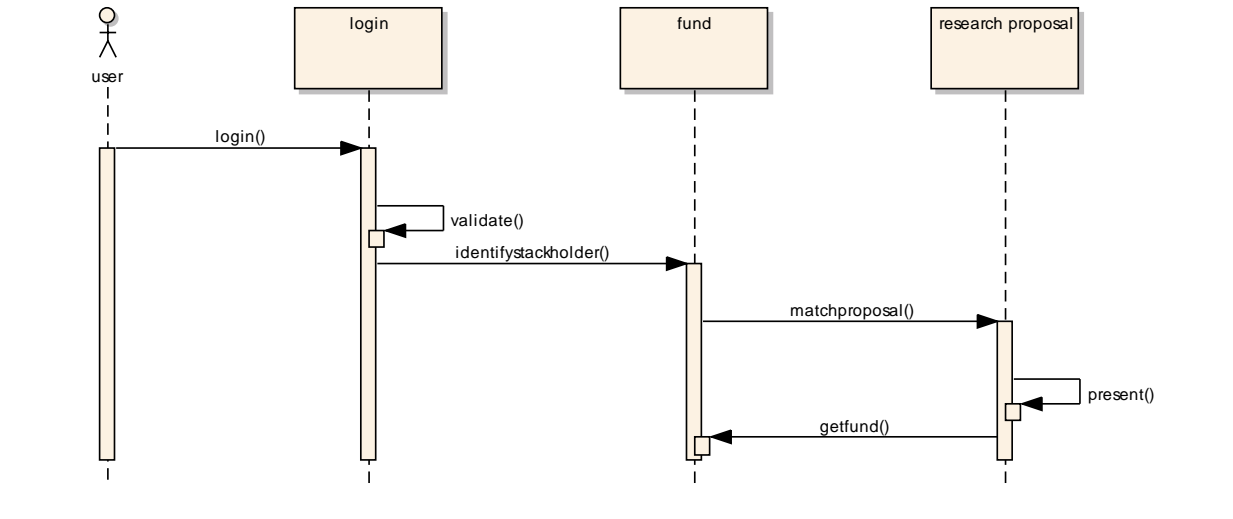 user
login
fund
research proposal
login()
validate()
identifystackholder()
matchproposal()
present()
getfund()